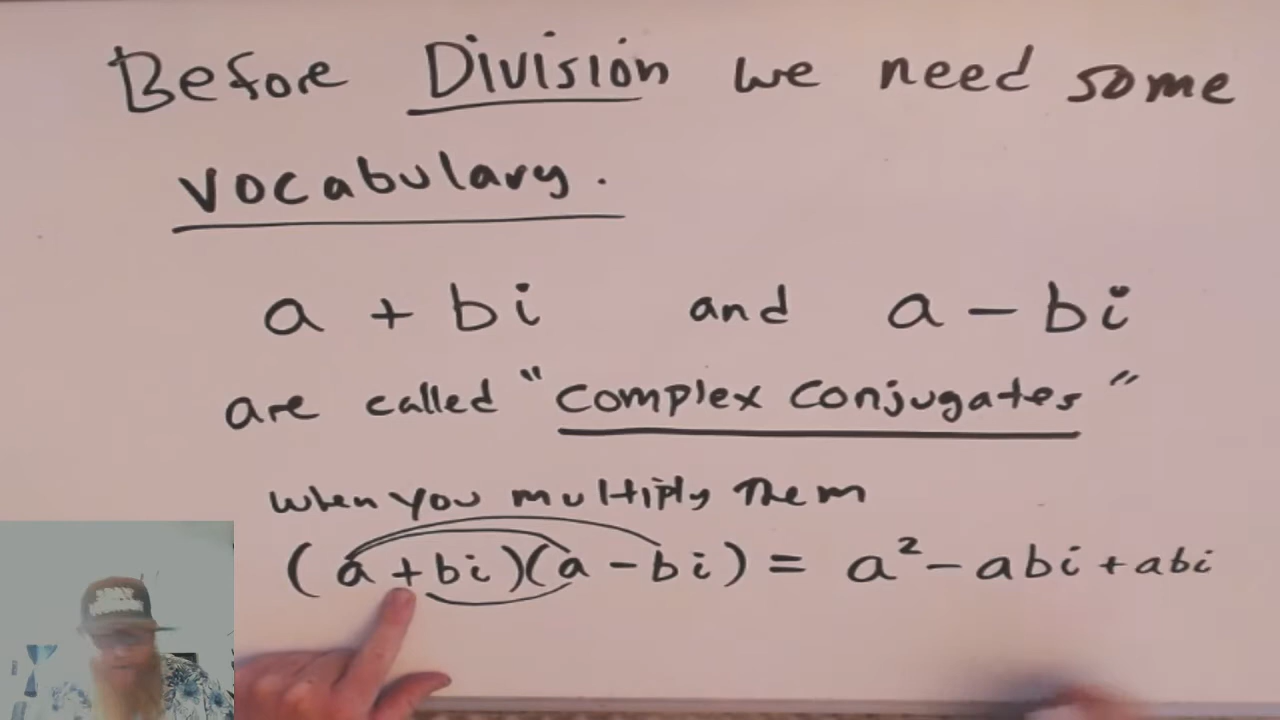 Before Division we need some
vocabulary.
a + bi and a - bi
are called "complex conjugates"
when you multiply them
(a + bi)(a - bi) = a² - abi + abi